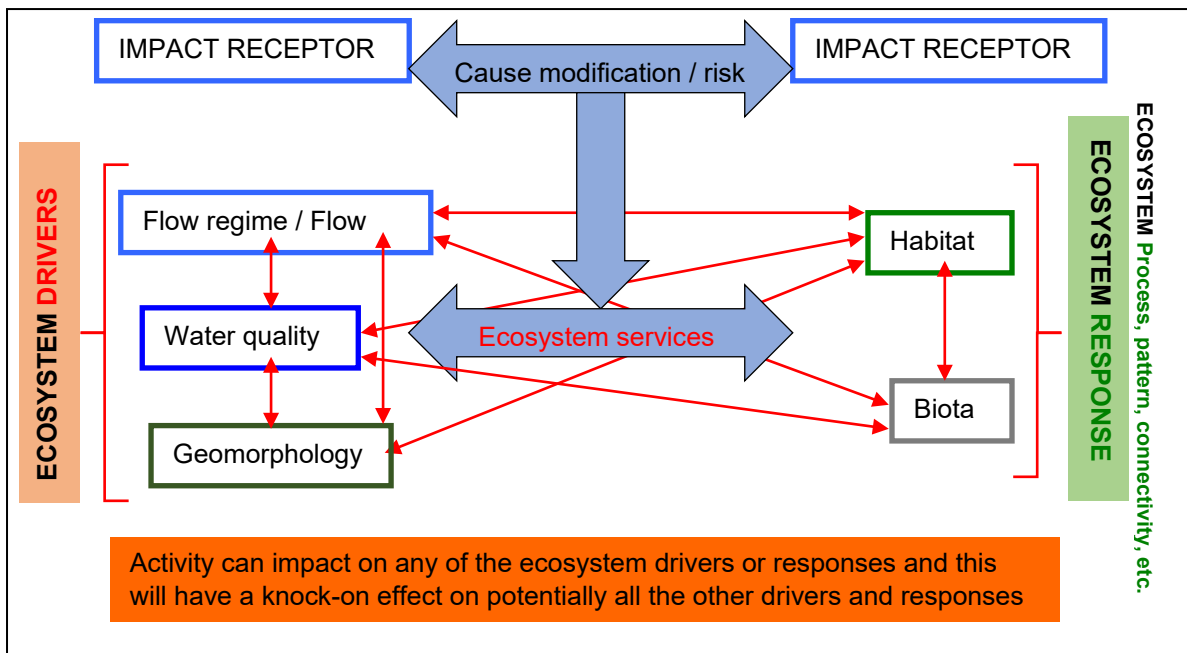 IMPACT RECEPTOR
Cause modification / risk
IMPACT RECEPTOR
ECOSYSTEM DRIVERS
Flow regime / Flow
Water quality
Geomorphology
Ecosystem services
Habitat
Biota
ECOSYSTEM RESPONSE
ECOSYSTEM Process, pattern, connectivity, etc.
Activity can impact on any of the ecosystem drivers or responses and this
will have a knock-on effect on potentially all the other drivers and responses